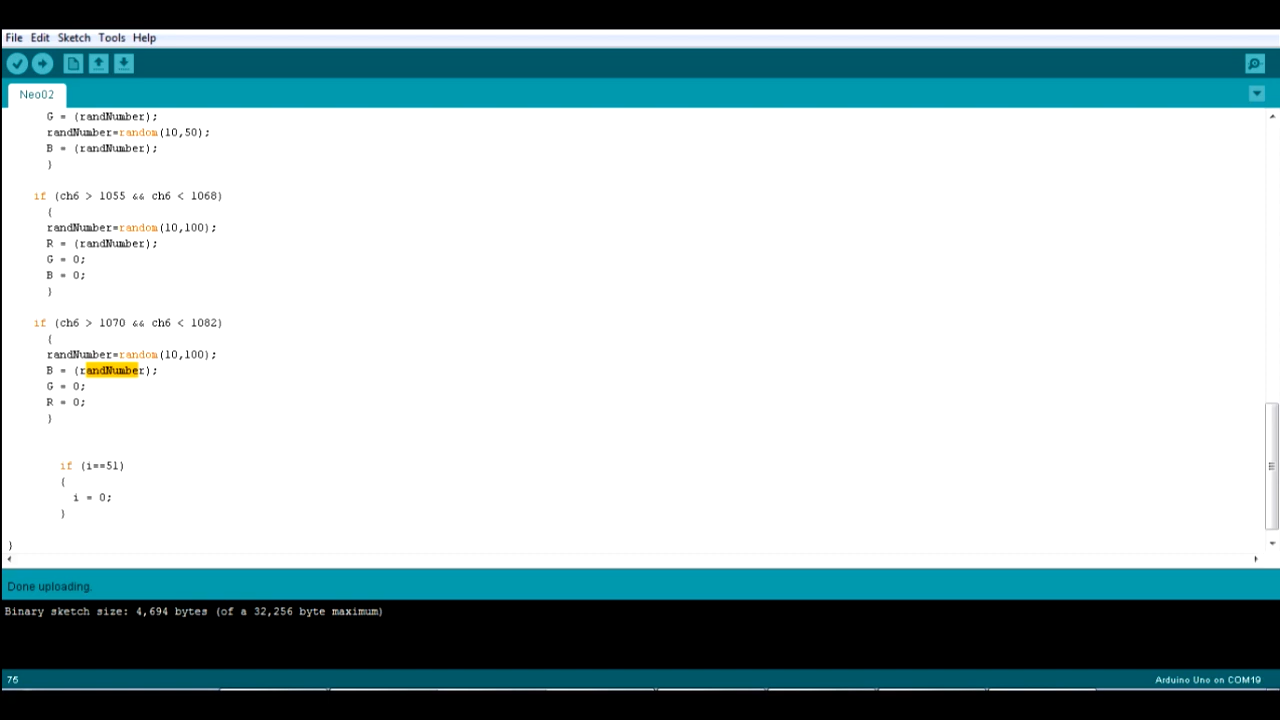 File Edit Sketch Tools Help
Neo02
G = (randNumber);
randNumber=random(10,50);
B = (randNumber);
}
if (ch6 > 1055 && ch6 < 1068)
{
randNumber=random(10,100);
R = (randNumber);
G = 0;
B = 0;
}
if (ch6 > 1070 && ch6 < 1082)
{
randNumber=random(10,100);
B = (randNumber);
G = 0;
R = 0;
}
if (i==51)
{
i = 0;
}
}
Done uploading.
Binary sketch size: 4,694 bytes (of a 32,256 byte maximum)
76 Arduino Uno on COM19